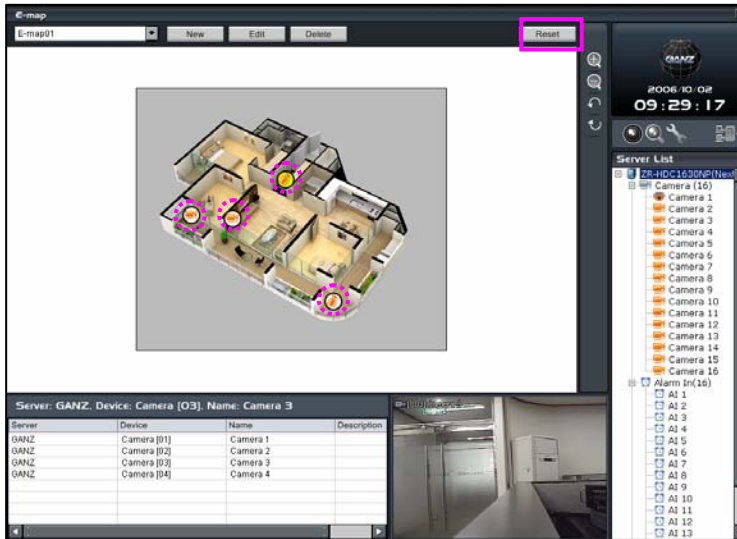 E-map
E-map01
New
Edit
Delete
Reset
GANZ
2006/10/02
09:29:17
Server List
ZR-HDC1630NP(Next
Camera (16)
Camera 1
Camera 2
Camera 3
Camera 4
Camera 5
Camera 6
Camera 7
Camera 8
Camera 9
Camera 10
Camera 11
Camera 12
Camera 13
Camera 14
Camera 15
Camera 16
Alarm In(16)
AI 1
AI 2
AI 3
AI 4
AI 5
AI 6
AI 7
AI 8
AI 9
AI 10
AI 11
AI 12
AI 13
Server: GANZ. Device: Camera [03]. Name: Camera 3
Server Device Name Description
GANZ Camera [01] Camera 1
GANZ Camera [02] Camera 2
GANZ Camera [03] Camera 3
GANZ Camera [04] Camera 4